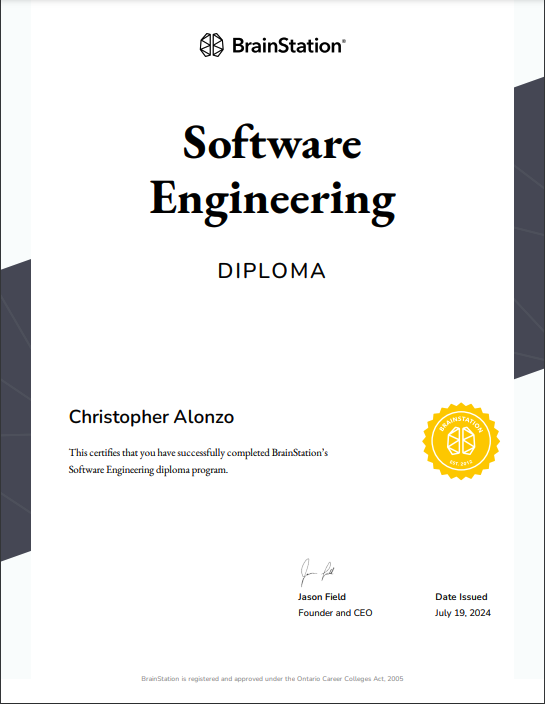 BrainStation®
Software
Engineering
DIPLOMA
Christopher Alonzo
This certifies that you have successfully completed BrainStation's
Software Engineering diploma program.
BRAINSTATION
EST. 2012
Jason Field
Founder and CEO
Date Issued
July 19, 2024
BrainStation is registered and approved under the Ontario Career Colleges Act, 2005